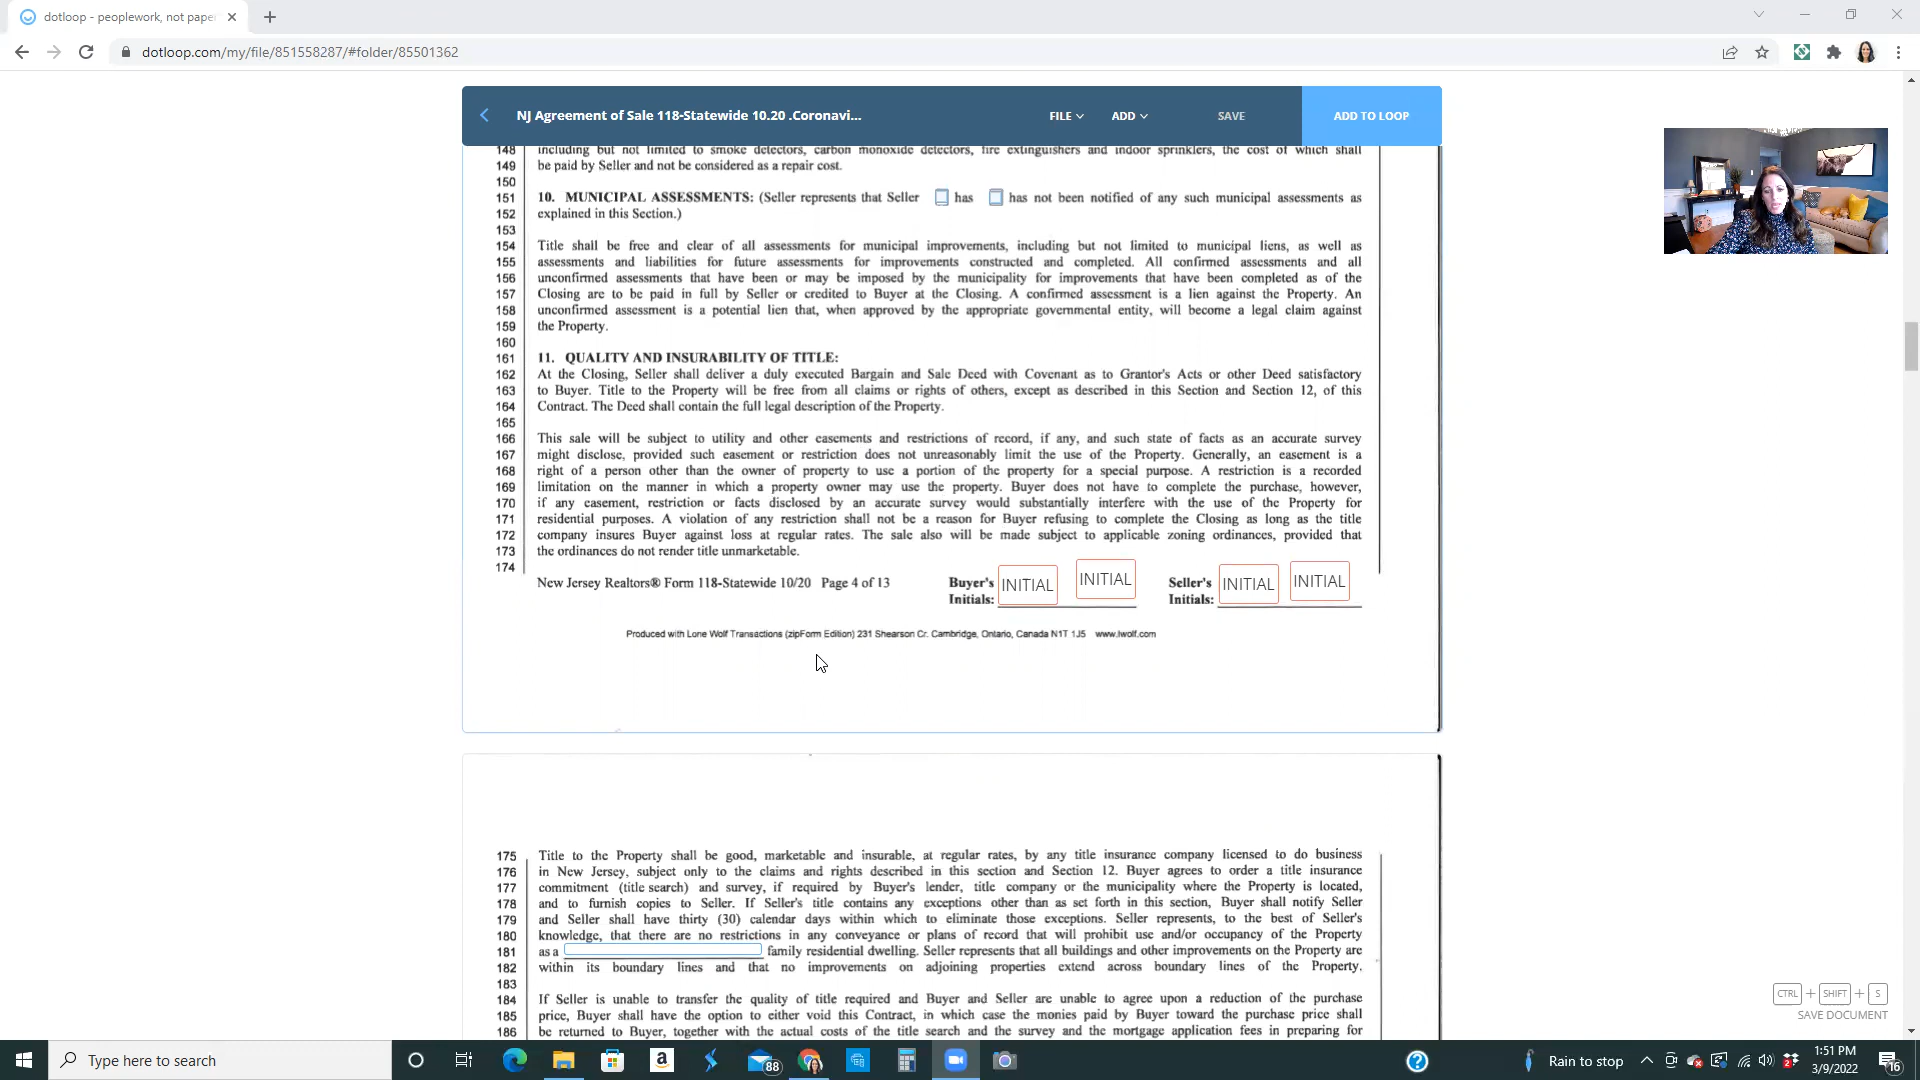 dotloop - peoplework, not pape
dotloop.com/my/file/851558287/#folder/85501362
NJ Agreement of Sale 118-Statewide 10.20 .Coronavi...
FILE
ADD
SAVE
ADD TO LOOP
148 including but not limited to smoke detectors, carbon monoxide detectors, fire extinguishers and indoor sprinklers, the cost of which shall
149 be paid by Seller and not be considered as a repair cost.
150
151 10. MUNICIPAL ASSESSMENTS: (Seller represents that Seller has has not been notified of any such municipal assessments as
152 explained in this Section.)
153
154 Title shall be free and clear of all assessments for municipal improvements, including but not limited to municipal liens, as well as
155 assessments and liabilities for future assessments for improvements constructed and completed. All confirmed assessments and all
156 unconfirmed assessments that have been or may be imposed by the municipality for improvements that have been completed as of the
157 Closing are to be paid in full by Seller or credited to Buyer at the Closing. A confirmed assessment is a lien against the Property. An
158 unconfirmed assessment is a potential lien that, when approved by the appropriate governmental entity, will become a legal claim against
159 the Property.
160
161 11. QUALITY AND INSURABILITY OF TITLE:
162 At the Closing, Seller shall deliver a duly executed Bargain and Sale Deed with Covenant as to Grantor's Acts or other Deed satisfactory
163 to Buyer. Title to the Property will be free from all claims or rights of others, except as described in this Section and Section 12, of this
164 Contract. The Deed shall contain the full legal description of the Property.
165
166 This sale will be subject to utility and other easements and restrictions of record, if any, and such state of facts as an accurate survey
167 might disclose, provided such easement or restriction does not unreasonably limit the use of the Property. Generally, an easement is a
168 right of a person other than the owner of property to use a portion of the property for a special purpose. A restriction is a recorded
169 limitation on the manner in which a property owner may use the property. Buyer does not have to complete the purchase, however,
170 if any easement, restriction or facts disclosed by an accurate survey would substantially interfere with the use of the Property for
171 residential purposes. A violation of any restriction shall not be a reason for Buyer refusing to complete the Closing as long as the title
172 company insures Buyer against loss at regular rates. The sale also will be made subject to applicable zoning ordinances, provided that
173 the ordinances do not render title unmarketable.
174
New Jersey Realtors® Form 118-Statewide 10/20 Page 4 of 13
Buyer's Initials: INITIAL INITIAL
Seller's Initials: INITIAL INITIAL
Produced with Lone Wolf Transactions (zipForm Edition) 231 Shearson Cr. Cambridge, Ontario, Canada N1T 1J5 www.lwolf.com
175 Title to the Property shall be good, marketable and insurable, at regular rates, by any title insurance company licensed to do business
176 in New Jersey, subject only to the claims and rights described in this section and Section 12. Buyer agrees to order a title insurance
177 commitment (title search) and survey, if required by Buyer's lender, title company or the municipality where the Property is located,
178 and to furnish copies to Seller. If Seller's title contains any exceptions other than as set forth in this section, Buyer shall notify Seller
179 and Seller shall have thirty (30) calendar days within which to eliminate those exceptions. Seller represents, to the best of Seller's
180 knowledge, that there are no restrictions in any conveyance or plans of record that will prohibit use and/or occupancy of the Property
181 as a family residential dwelling. Seller represents that all buildings and other improvements on the Property are
182 within its boundary lines and that no improvements on adjoining properties extend across boundary lines of the Property.
183
184 If Seller is unable to transfer the quality of title required and Buyer and Seller are unable to agree upon a reduction of the purchase
185 price, Buyer shall have the option to either void this Contract, in which case the monies paid by Buyer toward the purchase price shall
186 be returned to Buyer, together with the actual costs of the title search and the survey and the mortgage application fees in preparing for
CTRL + SHIFT + S
SAVE DOCUMENT
Type here to search
88
Rain to stop
2
1:51 PM
3/9/2022
16